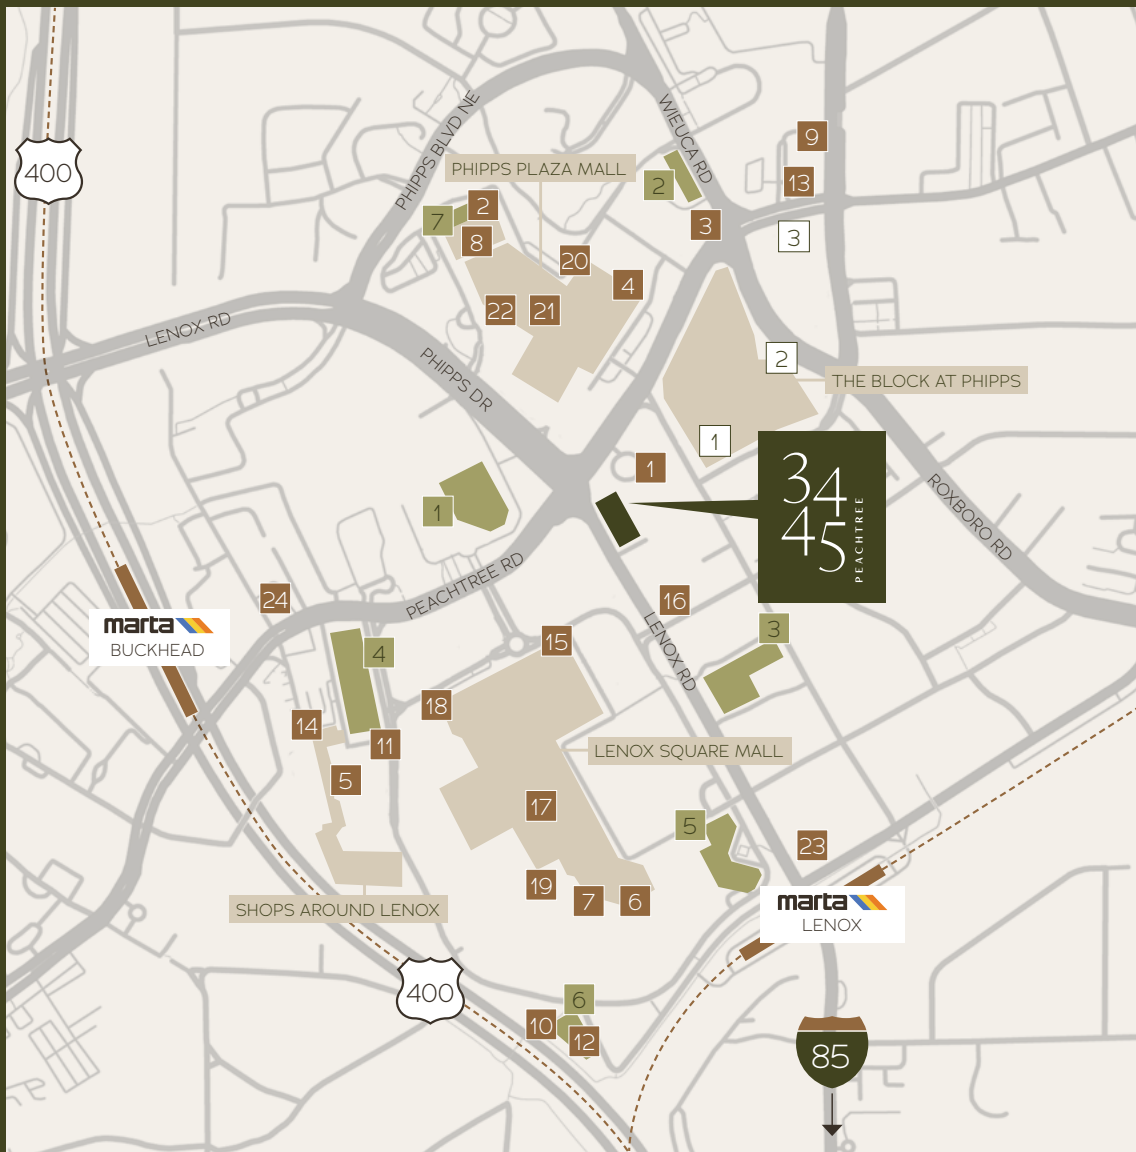 400
PHIPPS BLVD NE
WIEUCA RD
9
PHIPPS PLAZA MALL
2
13
2
7
3
3
8
20
4
22
21
LENOX RD
PHIPPS DR
2
THE BLOCK AT PHIPPS
1
1
34
45
PEACHTREE
1
ROXBORO RD
PEACHTREE RD
24
16
marta
BUCKHEAD
LENOX RD
3
4
15
18
14
11
LENOX SQUARE MALL
5
17
5
23
19
7
6
SHOPS AROUND LENOX
marta
LENOX
400
6
10
12
85